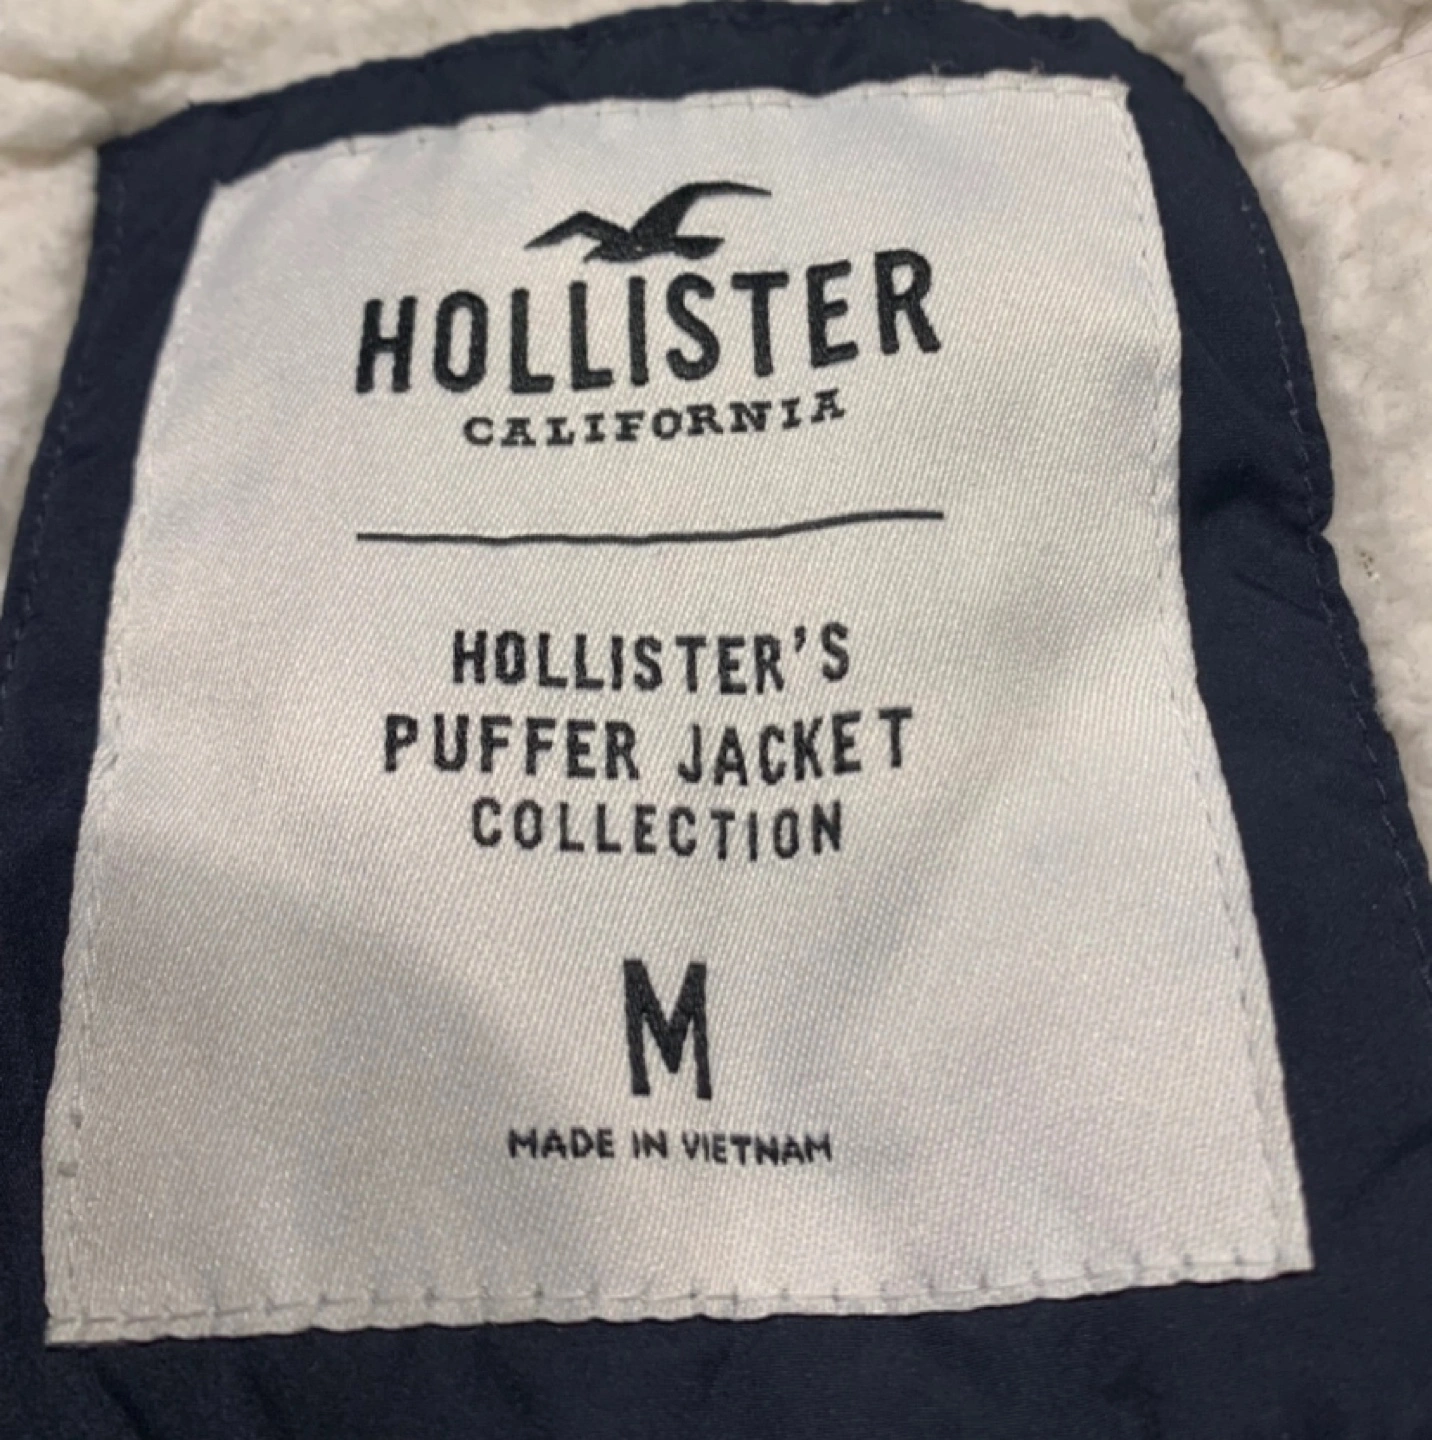 HOLLISTER
CALIFORNIA
HOLLISTER'S
PUFFER JACKET
COLLECTION
M
MADE IN VIETNAM